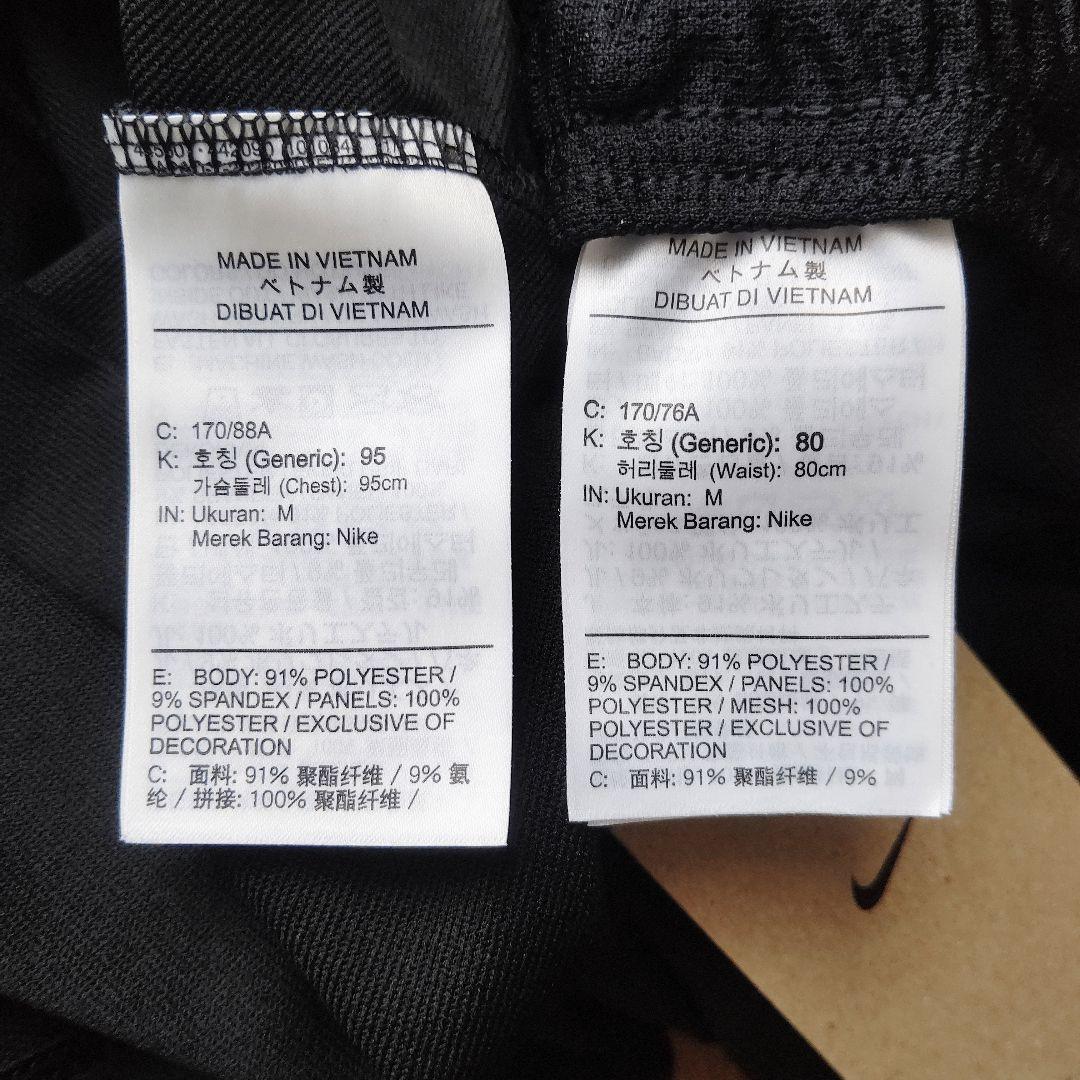 MADE IN VIETNAM
ベトナム製
DIBUAT DI VIETNAM
C: 170/88A
K: 호칭 (Generic): 95
가슴둘레 (Chest): 95cm
IN: Ukuran: M
Merek Barang: Nike
E: BODY: 91% POLYESTER /
9% SPANDEX / PANELS: 100%
POLYESTER / EXCLUSIVE OF
DECORATION
C: 面料: 91% 聚酯纤维 / 9% 氨
纶 / 拼接: 100% 聚酯纤维 /
MADE IN VIETNAM
ベトナム製
DIBUAT DI VIETNAM
C: 170/76A
K: 호칭 (Generic): 80
허리둘레 (Waist): 80cm
IN: Ukuran: M
Merek Barang: Nike
E: BODY: 91% POLYESTER /
9% SPANDEX / PANELS: 100%
POLYESTER / MESH: 100%
POLYESTER / EXCLUSIVE OF
DECORATION
C: 面料: 91% 聚酯纤维 / 9%